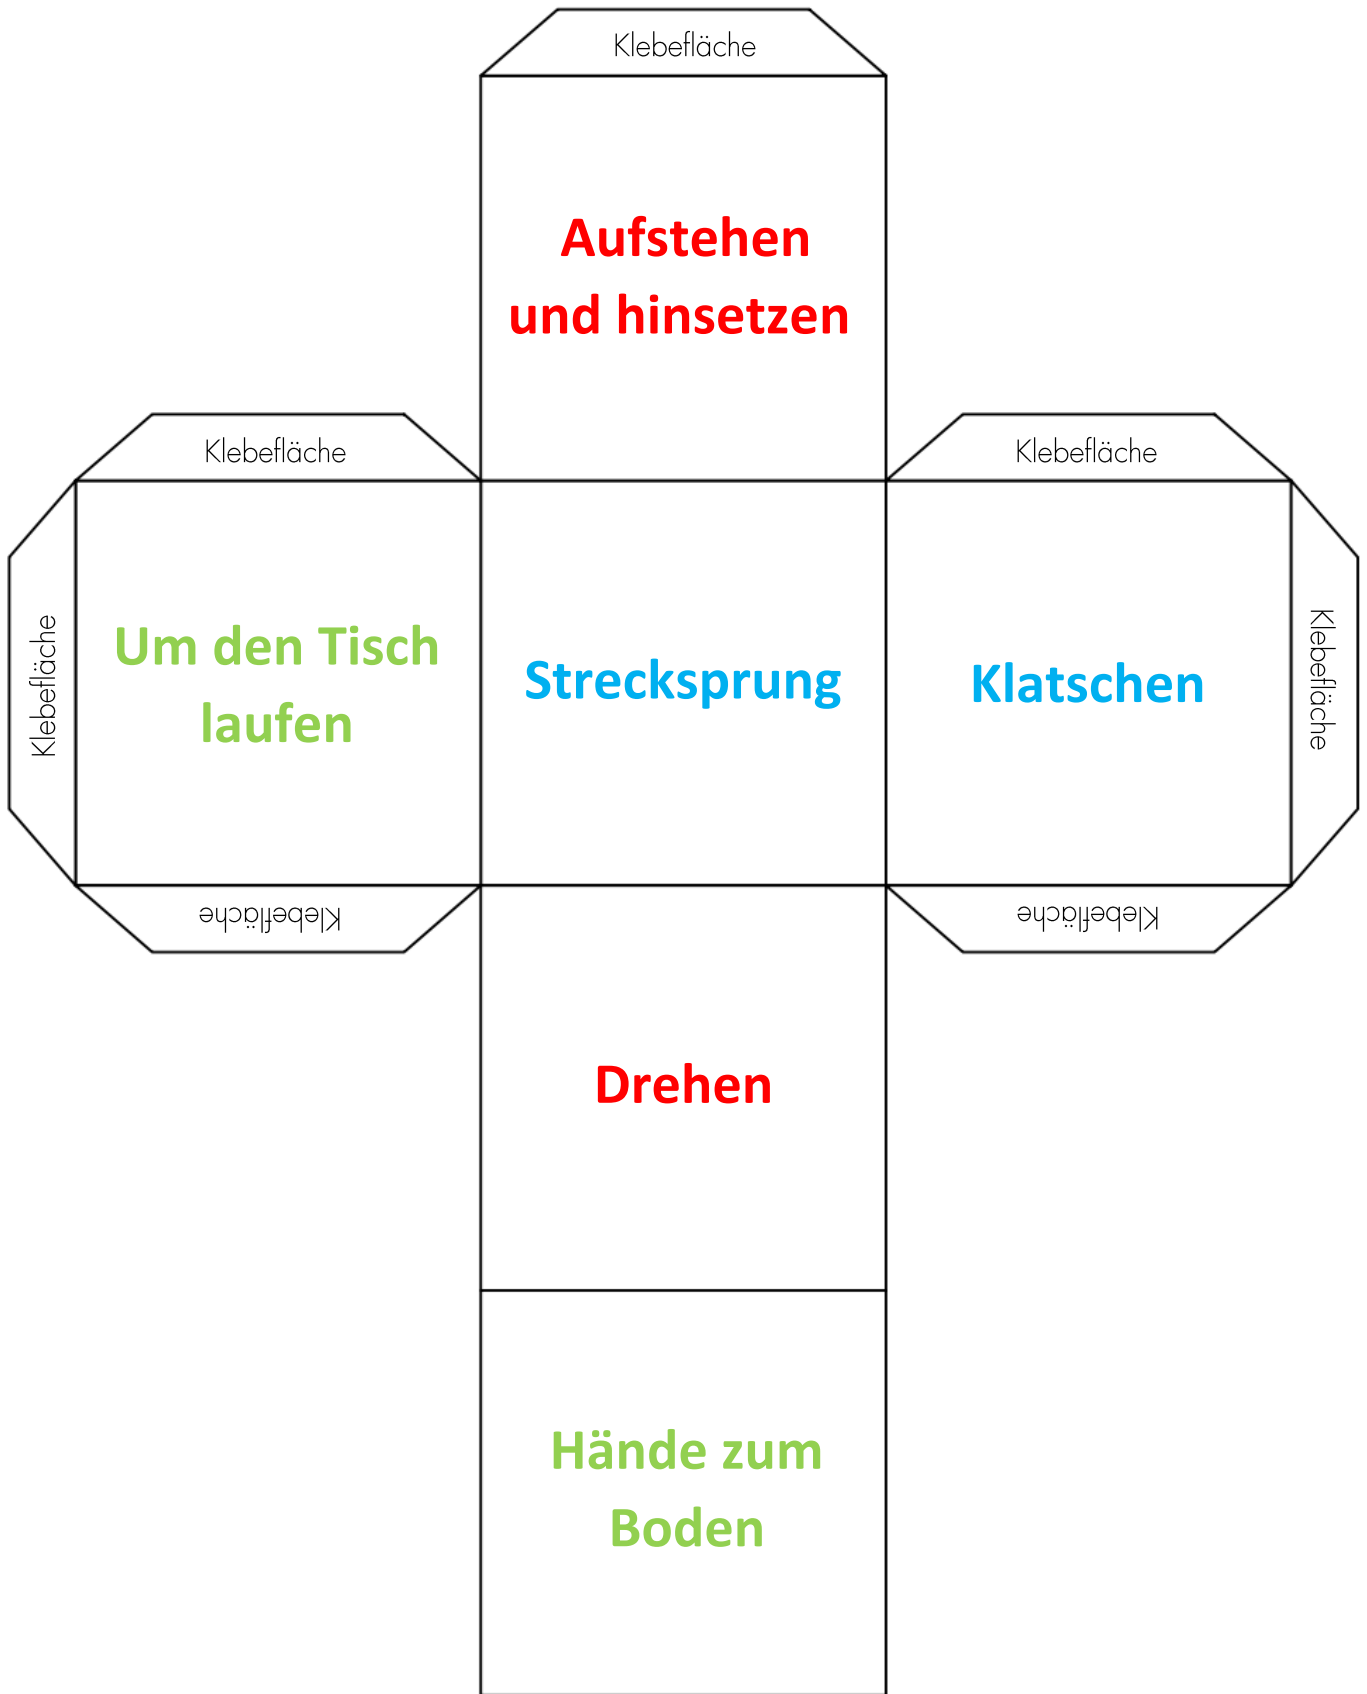 Klebefläche
Aufstehen
und hinsetzen
Klebefläche
Klebefläche
Klebefläche
Um den Tisch
laufen
Strecksprung
Klatschen
Klebefläche
Klebefläche
Klebefläche
Drehen
Hände zum
Boden